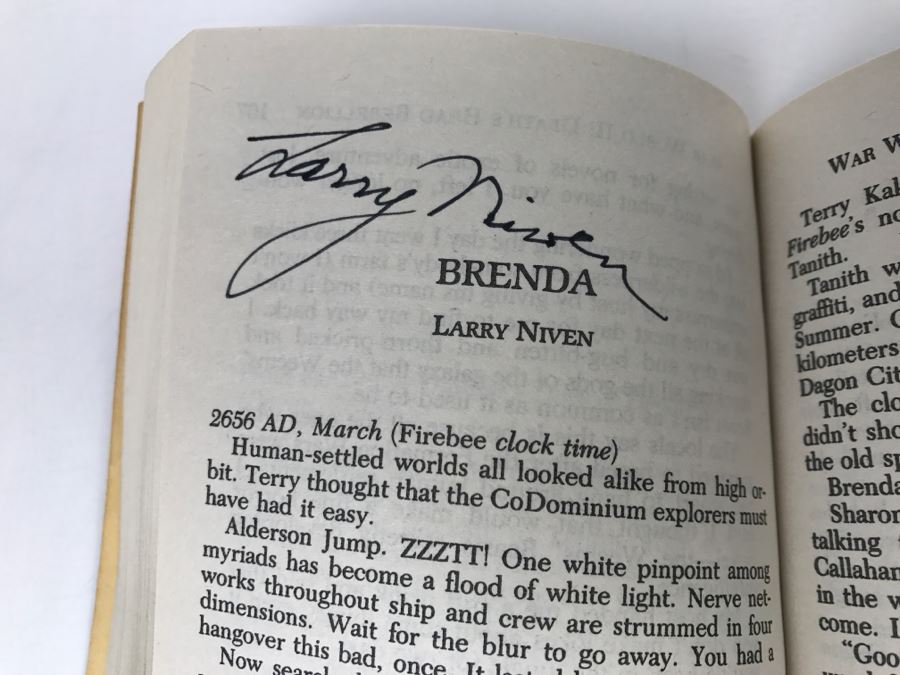 Larry Niven
BRENDA
LARRY NIVEN
2656 AD, March (Firebee clock time)
Human-settled worlds all looked alike from high or-
bit. Terry thought that the CoDominium explorers must
have had it easy.
Alderson Jump. ZZZTT! One white pinpoint among
myriads has become a flood of white light. Nerve net-
works throughout ship and crew are strummed in four
dimensions. Wait for the blur to go away. You had a
hangover this bad, once. It
Now
WAR
Terry,
Firebee's
Tanith.
Tanith
graffiti, and
Summer.
kilometers
Dagon
The
didn't
the old
Brenda
Sharon
talking
Callahan
in the
come.